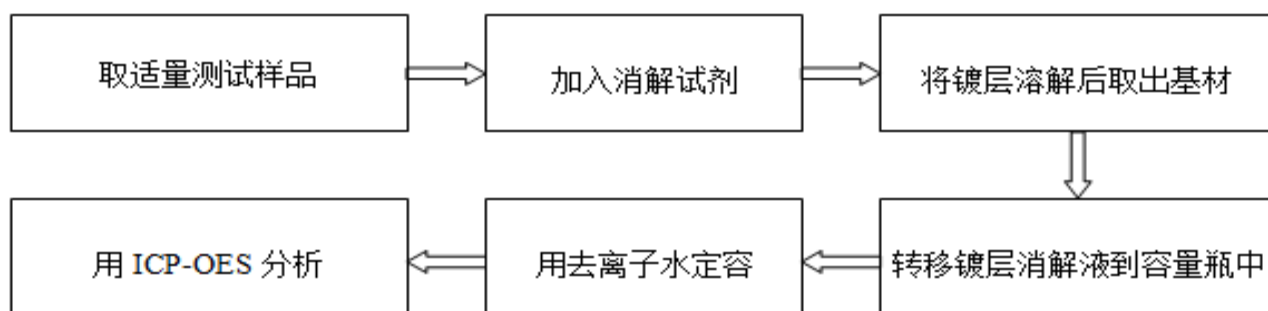 取适量测试样品
加入消解试剂
将镀层溶解后取出基材
转移镀层消解液到容量瓶中
用去离子水定容
用 ICP-OES 分析